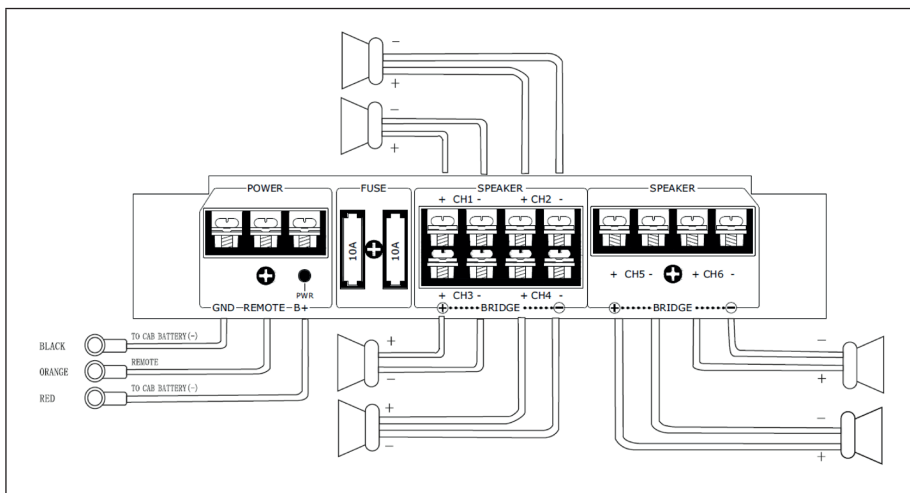 POWER FUSE SPEAKER SPEAKER
+ CH1 - + CH2 -
10A 10A
+ CH5 - + CH6 -
PWR
+ CH3 - + CH4 -
GND REMOTE B+ + BRIDGE - + BRIDGE -
BLACK TO CAB BATTERY(-)
ORANGE REMOTE
RED TO CAB BATTERY(-)
-
+
-
+
+
-
+
-
-
+
-
+